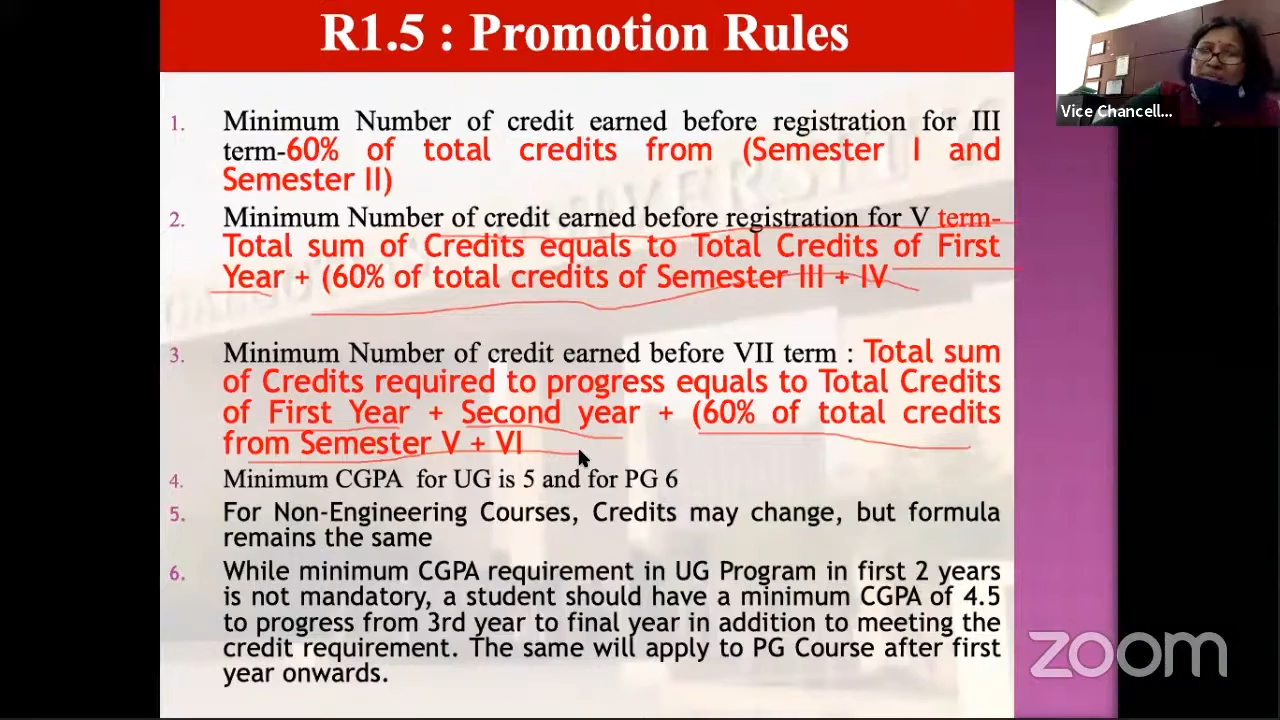 R1.5 : Promotion Rules
Vice Chancell...
1. Minimum Number of credit earned before registration for III
term-60% of total credits from (Semester I and
Semester II)
2. Minimum Number of credit earned before registration for V term-
Total sum of Credits equals to Total Credits of First
Year + (60% of total credits of Semester III + IV
3. Minimum Number of credit earned before VII term : Total sum
of Credits required to progress equals to Total Credits
of First Year + Second year + (60% of total credits
from Semester V + VI
4. Minimum CGPA for UG is 5 and for PG 6
5. For Non-Engineering Courses, Credits may change, but formula
remains the same
6. While minimum CGPA requirement in UG Program in first 2 years
is not mandatory, a student should have a minimum CGPA of 4.5
to progress from 3rd year to final year in addition to meeting the
credit requirement. The same will apply to PG Course after first
year onwards.
zoom